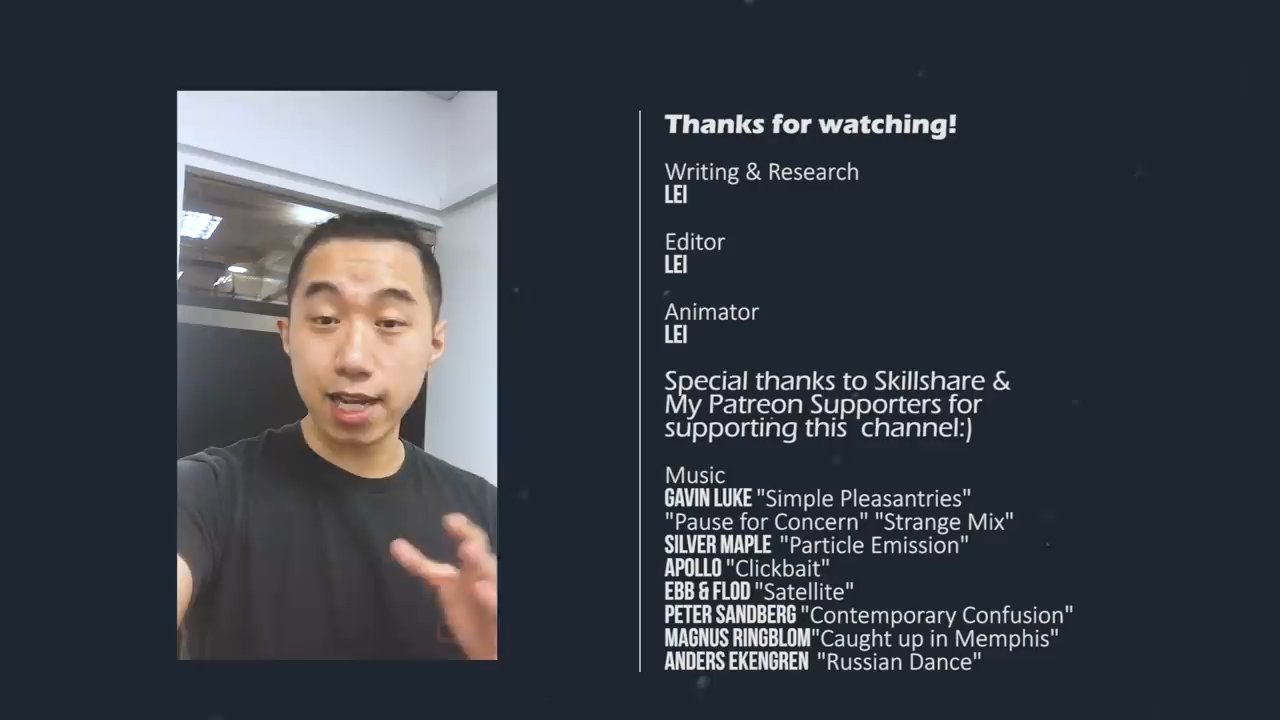 Thanks for watching!
Writing & Research
LEI
Editor
LEI
Animator
LEI
Special thanks to Skillshare &
My Patreon Supporters for
supporting this channel:)
Music
GAVIN LUKE "Simple Pleasantries"
"Pause for Concern" "Strange Mix"
SILVER MAPLE "Particle Emission"
APOLLO "Clickbait"
EBB & FLOD "Satellite"
PETER SANDBERG "Contemporary Confusion"
MAGNUS RINGBLOM"Caught up in Memphis"
ANDERS EKENGREN "Russian Dance"